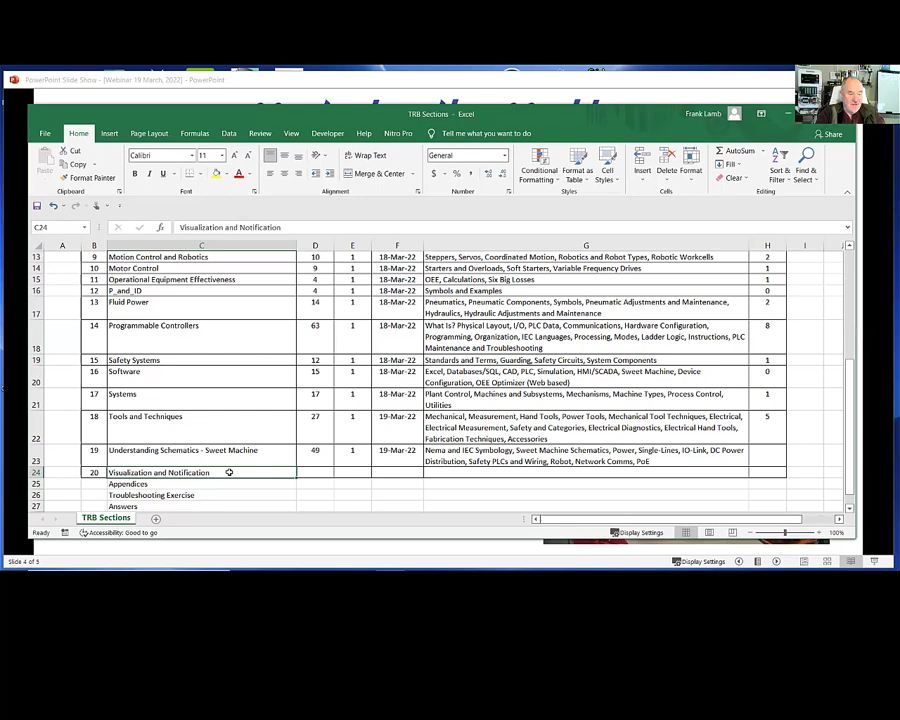 PowerPoint Slide Show - [Webinar 19 March, 2022] - PowerPoint
TRB Sections - Excel
Frank Lamb
File Home Insert Page Layout Formulas Data Review View Developer Help Nitro Pro Tell me what you want to do Share
Paste Cut Copy Format Painter
Calibri 11 B I U A Wrap Text Merge & Center General $ % Conditional Formatting Format as Table Cell Styles Insert Delete Format AutoSum Fill Clear Sort & Filter Find & Select
Clipboard Font Alignment Number Styles Cells Editing
C24 fx Visualization and Notification
A B C D E F G H I J
13 9 Motion Control and Robotics 10 1 18-Mar-22 Steppers, Servos, Coordinated Motion, Robotics and Robot Types, Robotic Workcells 2
14 10 Motor Control 9 1 18-Mar-22 Starters and Overloads, Soft Starters, Variable Frequency Drives 1
15 11 Operational Equipment Effectiveness 4 1 18-Mar-22 OEE, Calculations, Six Big Losses 1
16 12 P_and_ID 4 1 18-Mar-22 Symbols and Examples 0
13 Fluid Power 14 1 18-Mar-22 Pneumatics, Pneumatic Components, Symbols, Pneumatic Adjustments and Maintenance, 2
17 Hydraulics, Hydraulic Adjustments and Maintenance
14 Programmable Controllers 63 1 18-Mar-22 What Is? Physical Layout, I/O, PLC Data, Communications, Hardware Configuration, 8
Programming, Organization, IEC Languages, Processing, Modes, Ladder Logic, Instructions, PLC
18 Maintenance and Troubleshooting
19 15 Safety Systems 12 1 18-Mar-22 Standards and Terms, Guarding, Safety Circuits, System Components 1
16 Software 15 1 18-Mar-22 Excel, Databases/SQL, CAD, PLC, Simulation, HMI/SCADA, Sweet Machine, Device 0
20 Configuration, OEE Optimizer (Web based)
17 Systems 17 1 18-Mar-22 Plant Control, Machines and Subsystems, Mechanisms, Machine Types, Process Control,
21 Utilities
18 Tools and Techniques 27 1 19-Mar-22 Mechanical, Measurement, Hand Tools, Power Tools, Mechanical Tool Techniques, Electrical, 5
Electrical Measurement, Safety and Categories, Electrical Diagnostics, Electrical Hand Tools,
22 Fabrication Techniques, Accessories
19 Understanding Schematics - Sweet Machine 49 1 19-Mar-22 Nema and IEC Symbology, Sweet Machine Schematics, Power, Single-Lines, IO-Link, DC Power
23 Distribution, Safety PLCs and Wiring, Robot, Network Comms, PoE
24 20 Visualization and Notification
25 Appendices
26 Troubleshooting Exercise
27 Answers
TRB Sections
Ready Accessibility: Good to go Display Settings 100%
Slide 4 of 5 Display Settings